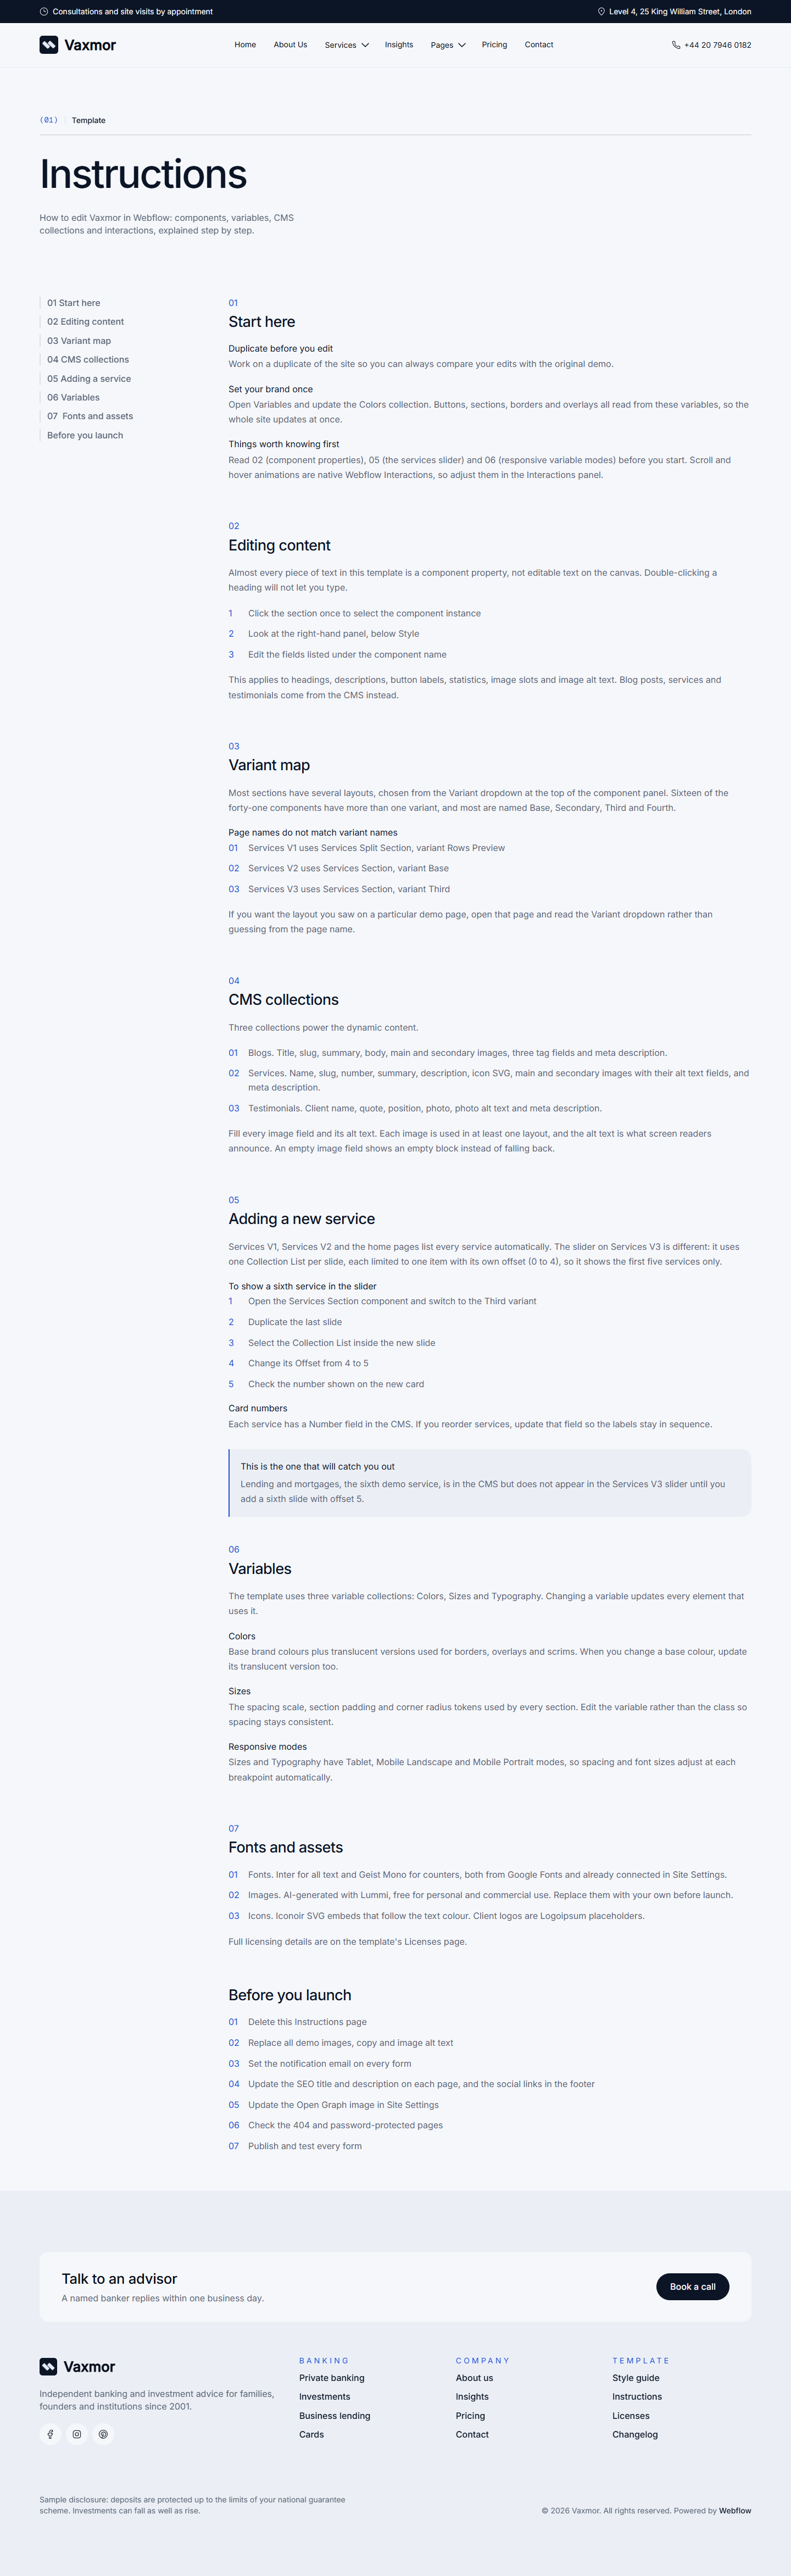 Consultations and site visits by appointment
Level 4, 25 King William Street, London
Vaxmor
Home
About Us
Services
Insights
Pages
Pricing
Contact
+44 20 7946 0182
(01)
Template
Instructions
How to edit Vaxmor in Webflow: components, variables, CMS
collections and interactions, explained step by step.
01 Start here
02 Editing content
03 Variant map
04 CMS collections
05 Adding a service
06 Variables
07 Fonts and assets
Before you launch
01
Start here
Duplicate before you edit
Work on a duplicate of the site so you can always compare your edits with the original demo.
Set your brand once
Open Variables and update the Colors collection. Buttons, sections, borders and overlays all read from these variables, so the
whole site updates at once.
Things worth knowing first
Read 02 (component properties), 05 (the services slider) and 06 (responsive variable modes) before you start. Scroll and
hover animations are native Webflow Interactions, so adjust them in the Interactions panel.
02
Editing content
Almost every piece of text in this template is a component property, not editable text on the canvas. Double-clicking a
heading will not let you type.
1 Click the section once to select the component instance
2 Look at the right-hand panel, below Style
3 Edit the fields listed under the component name
This applies to headings, descriptions, button labels, statistics, image slots and image alt text. Blog posts, services and
testimonials come from the CMS instead.
03
Variant map
Most sections have several layouts, chosen from the Variant dropdown at the top of the component panel. Sixteen of the
forty-one components have more than one variant, and most are named Base, Secondary, Third and Fourth.
Page names do not match variant names
01 Services V1 uses Services Split Section, variant Rows Preview
02 Services V2 uses Services Section, variant Base
03 Services V3 uses Services Section, variant Third
If you want the layout you saw on a particular demo page, open that page and read the Variant dropdown rather than
guessing from the page name.
04
CMS collections
Three collections power the dynamic content.
01 Blogs. Title, slug, summary, body, main and secondary images, three tag fields and meta description.
02 Services. Name, slug, number, summary, description, icon SVG, main and secondary images with their alt text fields, and
meta description.
03 Testimonials. Client name, quote, position, photo, photo alt text and meta description.
Fill every image field and its alt text. Each image is used in at least one layout, and the alt text is what screen readers
announce. An empty image field shows an empty block instead of falling back.
05
Adding a new service
Services V1, Services V2 and the home pages list every service automatically. The slider on Services V3 is different: it uses
one Collection List per slide, each limited to one item with its own offset (0 to 4), so it shows the first five services only.
To show a sixth service in the slider
1 Open the Services Section component and switch to the Third variant
2 Duplicate the last slide
3 Select the Collection List inside the new slide
4 Change its Offset from 4 to 5
5 Check the number shown on the new card
Card numbers
Each service has a Number field in the CMS. If you reorder services, update that field so the labels stay in sequence.
This is the one that will catch you out
Lending and mortgages, the sixth demo service, is in the CMS but does not appear in the Services V3 slider until you
add a sixth slide with offset 5.
06
Variables
The template uses three variable collections: Colors, Sizes and Typography. Changing a variable updates every element that
uses it.
Colors
Base brand colours plus translucent versions used for borders, overlays and scrims. When you change a base colour, update
its translucent version too.
Sizes
The spacing scale, section padding and corner radius tokens used by every section. Edit the variable rather than the class so
spacing stays consistent.
Responsive modes
Sizes and Typography have Tablet, Mobile Landscape and Mobile Portrait modes, so spacing and font sizes adjust at each
breakpoint automatically.
07
Fonts and assets
01 Fonts. Inter for all text and Geist Mono for counters, both from Google Fonts and already connected in Site Settings.
02 Images. AI-generated with Lummi, free for personal and commercial use. Replace them with your own before launch.
03 Icons. Iconoir SVG embeds that follow the text colour. Client logos are Logoipsum placeholders.
Full licensing details are on the template's Licenses page.
Before you launch
01 Delete this Instructions page
02 Replace all demo images, copy and image alt text
03 Set the notification email on every form
04 Update the SEO title and description on each page, and the social links in the footer
05 Update the Open Graph image in Site Settings
06 Check the 404 and password-protected pages
07 Publish and test every form
Talk to an advisor
A named banker replies within one business day.
Book a call
Vaxmor
Independent banking and investment advice for families,
founders and institutions since 2001.
BANKING
Private banking
Investments
Business lending
Cards
COMPANY
About us
Insights
Pricing
Contact
TEMPLATE
Style guide
Instructions
Licenses
Changelog
Sample disclosure: deposits are protected up to the limits of your national guarantee
scheme. Investments can fall as well as rise.
© 2026 Vaxmor. All rights reserved. Powered by Webflow